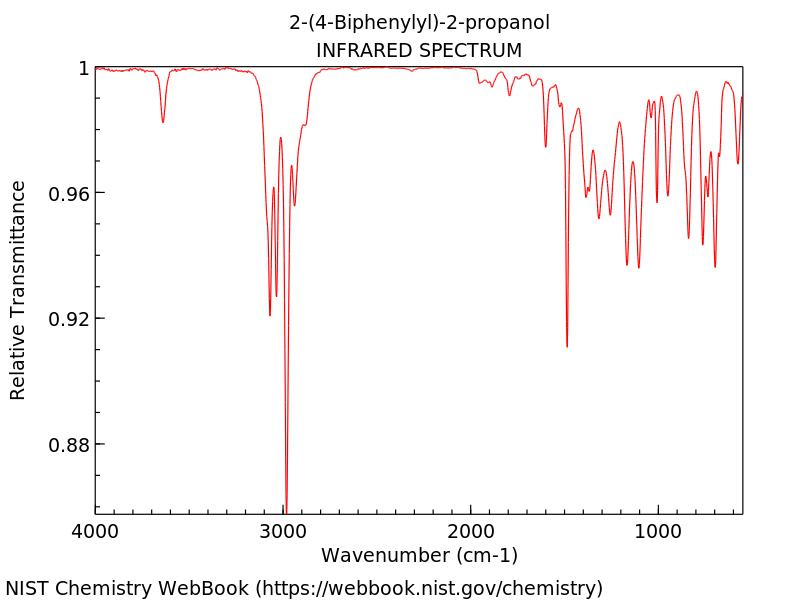 2-(4-Biphenylyl)-2-propanol
INFRARED SPECTRUM
1
0.96
0.92
0.88
Relative Transmittance
4000 3000 2000 1000
Wavenumber (cm-1)
NIST Chemistry WebBook (https://webbook.nist.gov/chemistry)